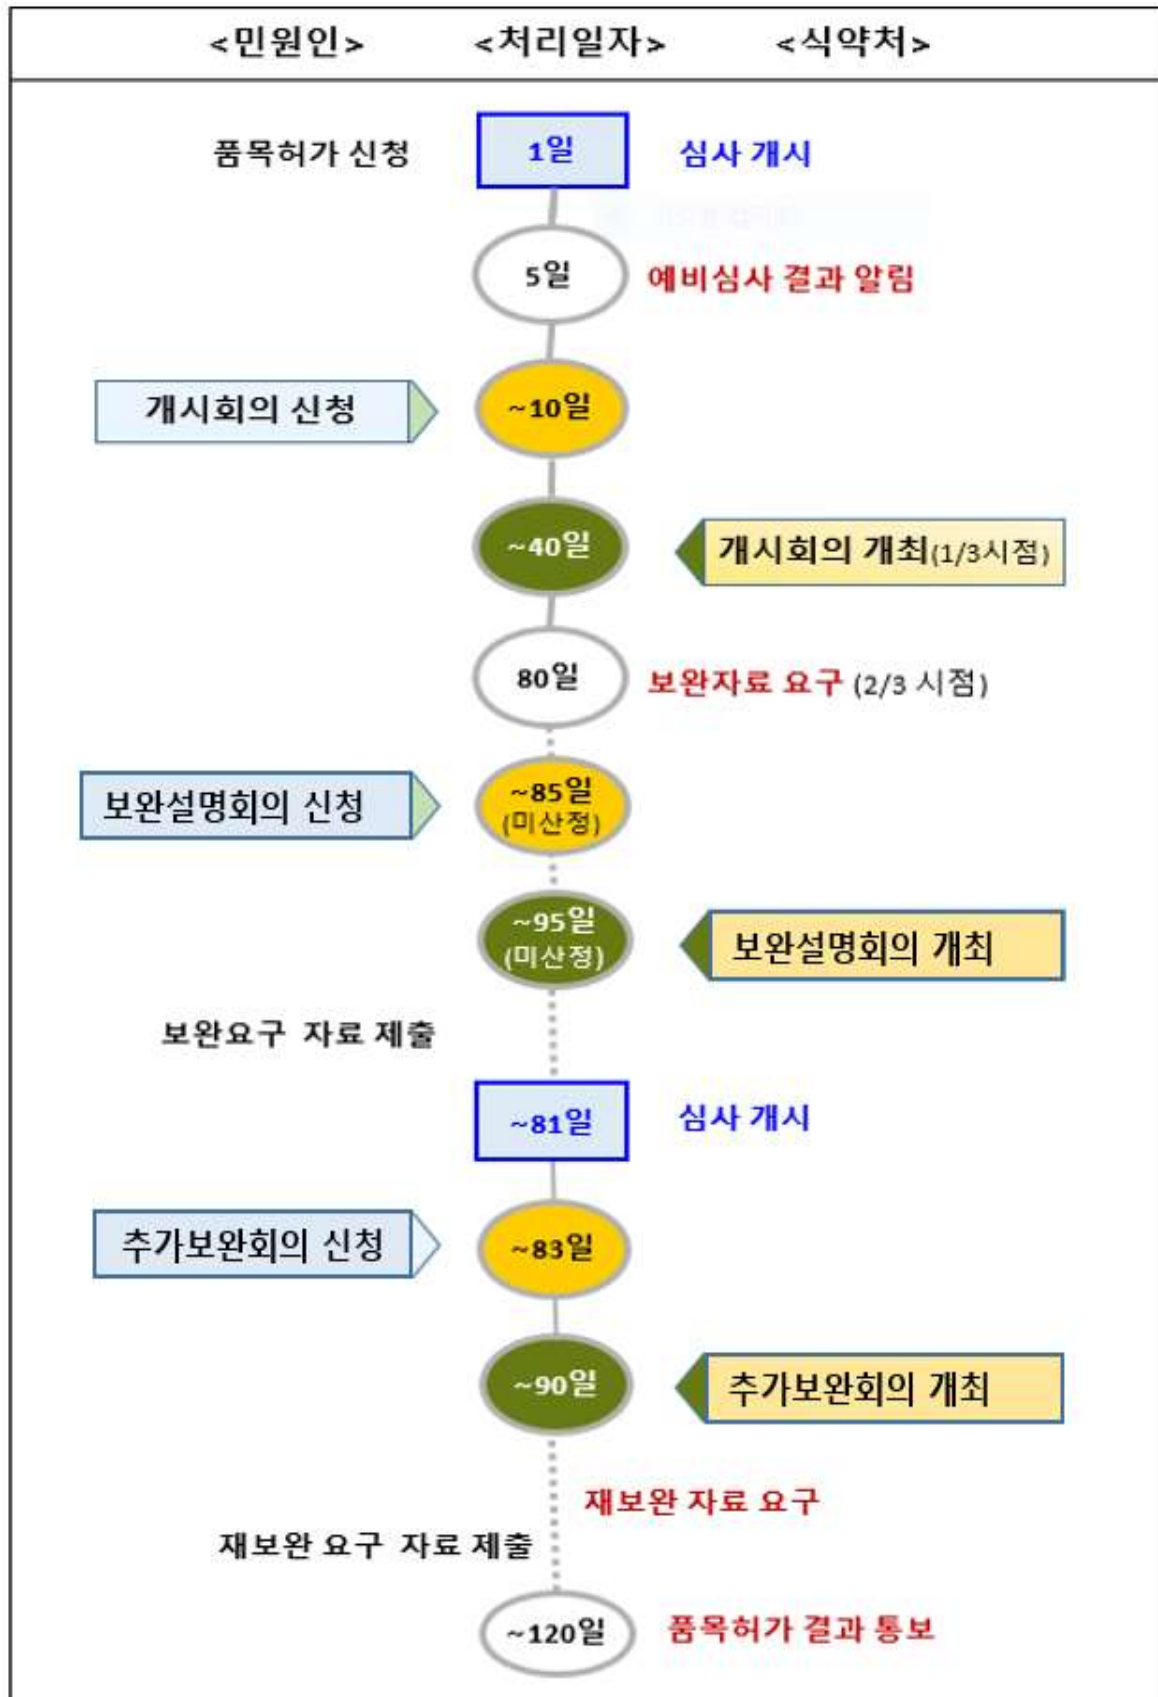 <민원인> <처리일자> <식약처>
품목허가 신청 1일 심사 개시
5일 예비심사 결과 알림
개시회의 신청 ~10일
~40일 개시회의 개최(1/3시점)
80일 보완자료 요구 (2/3 시점)
보완설명회의 신청 ~85일
(미산정)
~95일
(미산정) 보완설명회의 개최
보완요구 자료 제출
~81일 심사 개시
추가보완회의 신청 ~83일
~90일 추가보완회의 개최
재보완 자료 요구
재보완 요구 자료 제출
~120일 품목허가 결과 통보